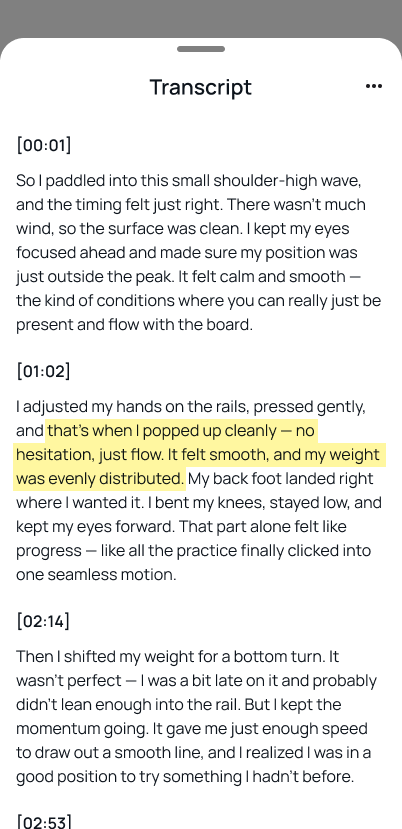 Transcript
[00:01]
So I paddled into this small shoulder-high wave,
and the timing felt just right. There wasn't much
wind, so the surface was clean. I kept my eyes
focused ahead and made sure my position was
just outside the peak. It felt calm and smooth —
the kind of conditions where you can really just be
present and flow with the board.
[01:02]
I adjusted my hands on the rails, pressed gently,
and that's when I popped up cleanly — no
hesitation, just flow. It felt smooth, and my weight
was evenly distributed. My back foot landed right
where I wanted it. I bent my knees, stayed low, and
kept my eyes forward. That part alone felt like
progress — like all the practice finally clicked into
one seamless motion.
[02:14]
Then I shifted my weight for a bottom turn. It
wasn't perfect — I was a bit late on it and probably
didn't lean enough into the rail. But I kept the
momentum going. It gave me just enough speed
to draw out a smooth line, and I realized I was in a
good position to try something I hadn't before.
[02:53]